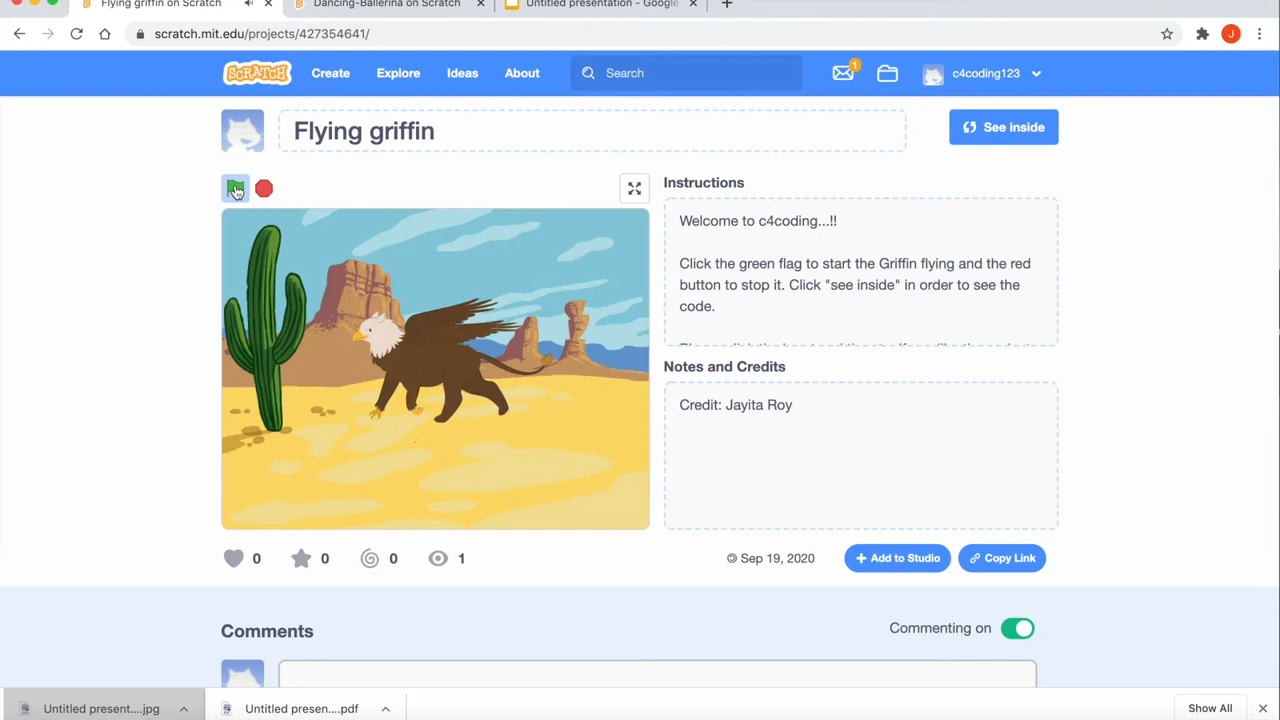 Flying griffin on Scratch
Dancing-Ballerina on Scratch
Untitled presentation - Google
scratch.mit.edu/projects/427354641/
J
SCRATCH
Create
Explore
Ideas
About
Search
1
c4coding123
Flying griffin
See inside
Instructions
Welcome to c4coding...!!
Click the green flag to start the Griffin flying and the red
button to stop it. Click "see inside" in order to see the
code.
Notes and Credits
Credit: Jayita Roy
0
0
0
1
Sep 19, 2020
Add to Studio
Copy Link
Comments
Commenting on
Untitled present....jpg
Untitled presen....pdf
Show All